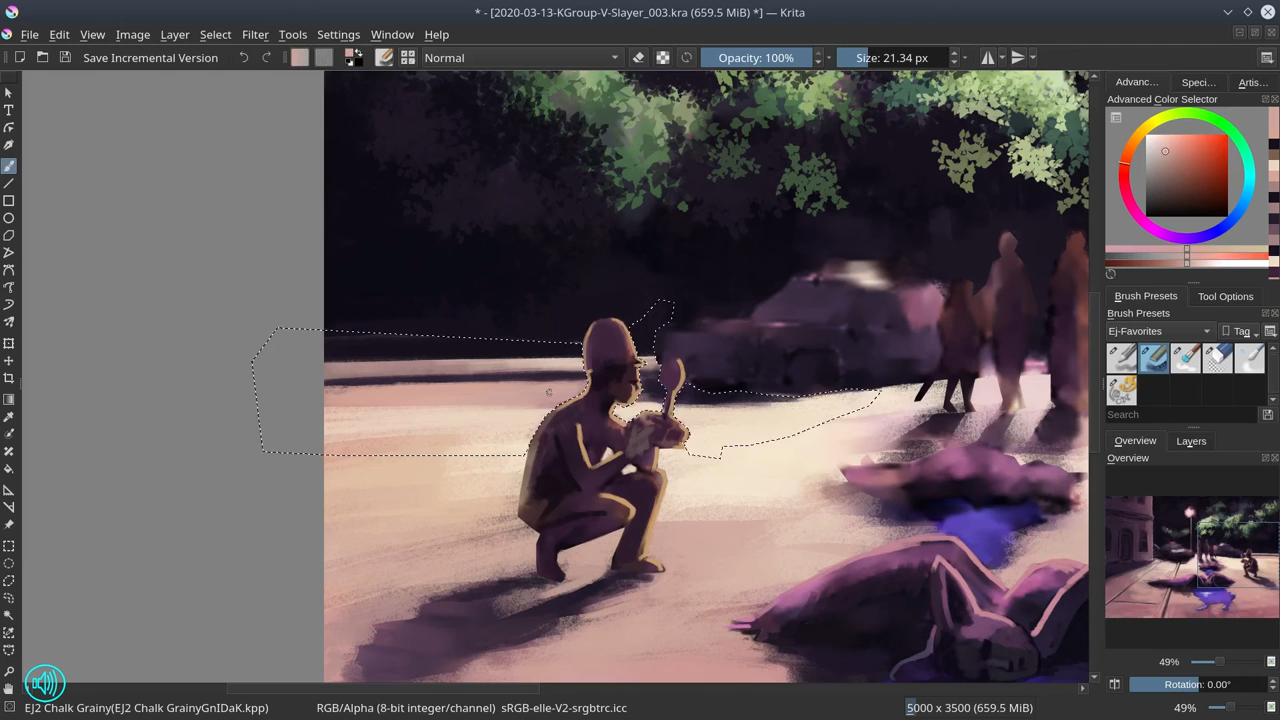 * - [2020-03-13-KGroup-V-Slayer_003.kra (659.5 MiB) *] — Krita
File Edit View Image Layer Select Filter Tools Settings Window Help
Save Incremental Version Normal Opacity: 100% Size: 21.34 px
Advanc… Speci… Artis…
Advanced Color Selector
Brush Presets Tool Options
Brush Presets
Ej-Favorites Tag
Search
Overview Layers
Overview
49%
Rotation: 0.00°
EJ2 Chalk Grainy(EJ2 Chalk GrainyGnIDaK.kpp) RGB/Alpha (8-bit integer/channel) sRGB-elle-V2-srgbtrc.icc 5000 x 3500 (659.5 MiB) 49%